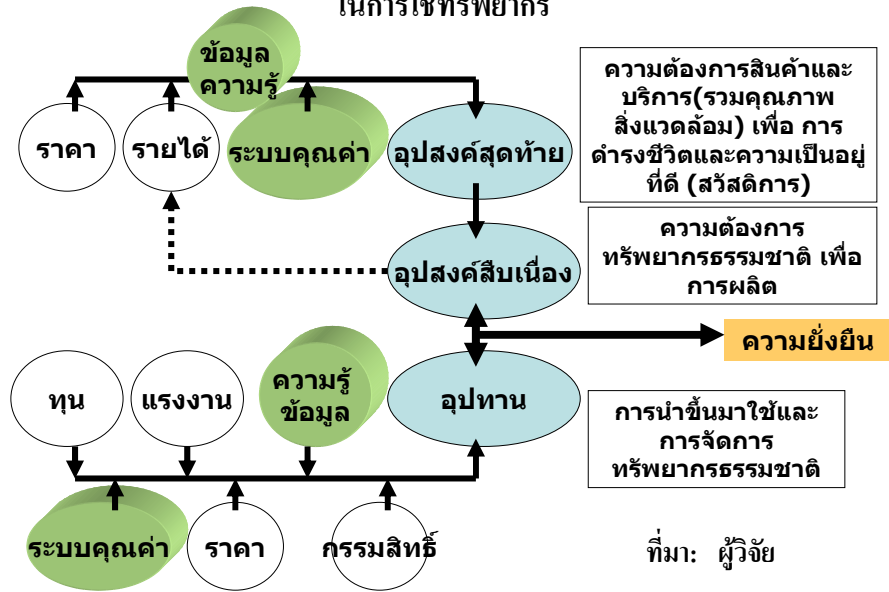 ในการใช้ทรัพยากร
ข้อมูล
ความรู้
ราคา
รายได้
ระบบคุณค่า
อุปสงค์สุดท้าย
ความต้องการสินค้าและ
บริการ(รวมคุณภาพ
สิ่งแวดล้อม) เพื่อ การ
ดำรงชีวิตและความเป็นอยู่
ที่ดี (สวัสดิการ)
อุปสงค์สืบเนื่อง
ความต้องการ
ทรัพยากรธรรมชาติ เพื่อ
การผลิต
ความยั่งยืน
ทุน
แรงงาน
ความรู้
ข้อมูล
อุปทาน
การนำขึ้นมาใช้และ
การจัดการ
ทรัพยากรธรรมชาติ
ระบบคุณค่า
ราคา
กรรมสิทธิ์
ที่มา: ผู้วิจัย